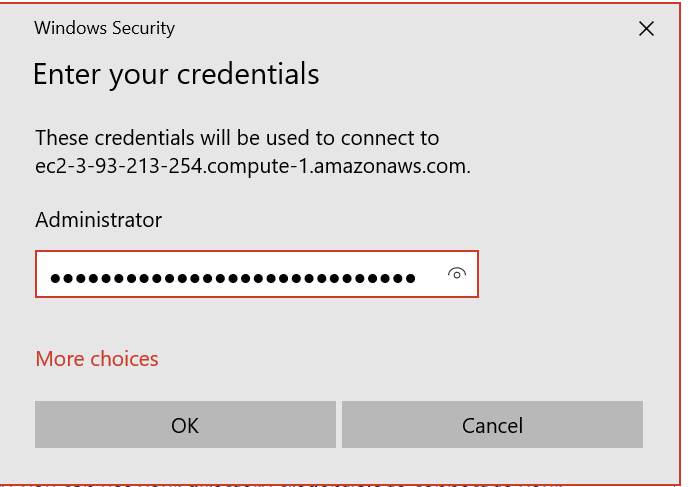 Windows Security
Enter your credentials
These credentials will be used to connect to
ec2-3-93-213-254.compute-1.amazonaws.com.
Administrator
●●●●●●●●●●●●●●●●●●●●●●●●●●●●●
More choices
OK
Cancel